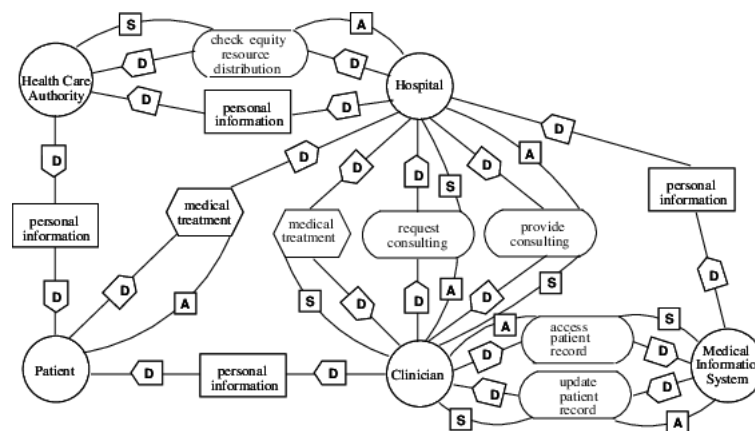 S
A
check equity
resource
distribution
D
D
Health Care
Authority
Hospital
D
personal
information
D
D
D
D
D
D
D
A
S
personal
information
medical
treatment
medical
treatment
request
consulting
provide
consulting
personal
information
D
D
D
D
D
A
S
A
S
D
D
A
S
access
patient
record
D
D
Patient
D
personal
information
D
Clinician
Medical
Information
System
D
D
update
patient
record
S
A